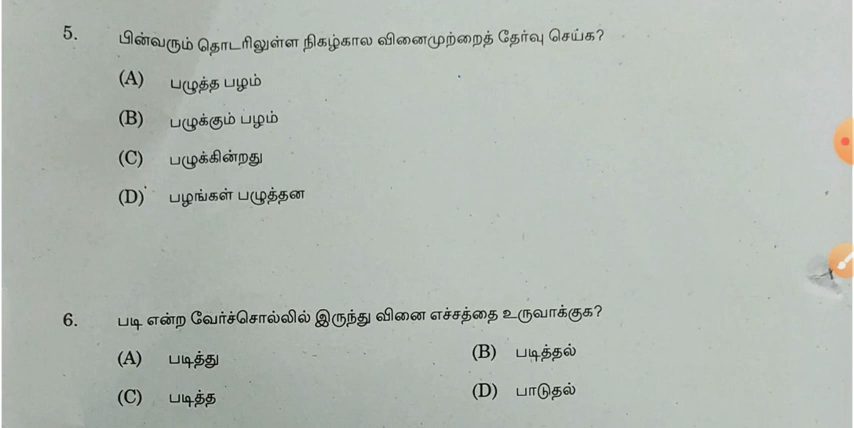 5. பின்வரும் தொடரிலுள்ள நிகழ்கால வினைமுற்றைத் தேர்வு செய்க?
(A) பழுத்த பழம்
(B) பழுக்கும் பழம்
(C) பழுக்கின்றது
(D) பழங்கள் பழுத்தன
6. படி என்ற வேர்ச்சொல்லில் இருந்து வினை எச்சத்தை உருவாக்குக?
(A) படித்து (B) படித்தல்
(C) படித்த (D) பாடுதல்